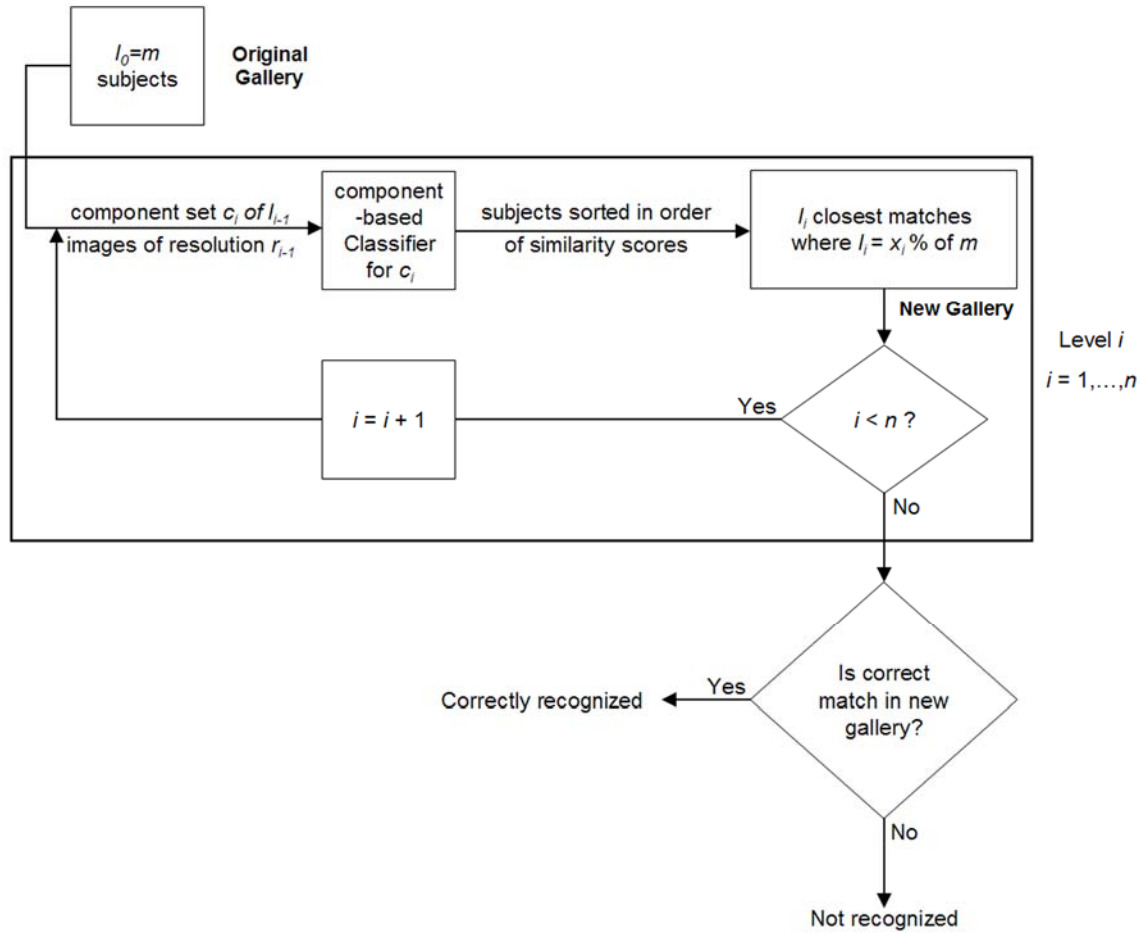 l0=m
subjects
Original
Gallery
component set ci of li-1
images of resolution ri-1
component
-based
Classifier
for ci
subjects sorted in order
of similarity scores
li closest matches
where li = xi % of m
New Gallery
Level i
i = 1,...,n
i = i + 1
Yes
i < n ?
No
Is correct
match in new
gallery?
Yes
Correctly recognized
No
Not recognized